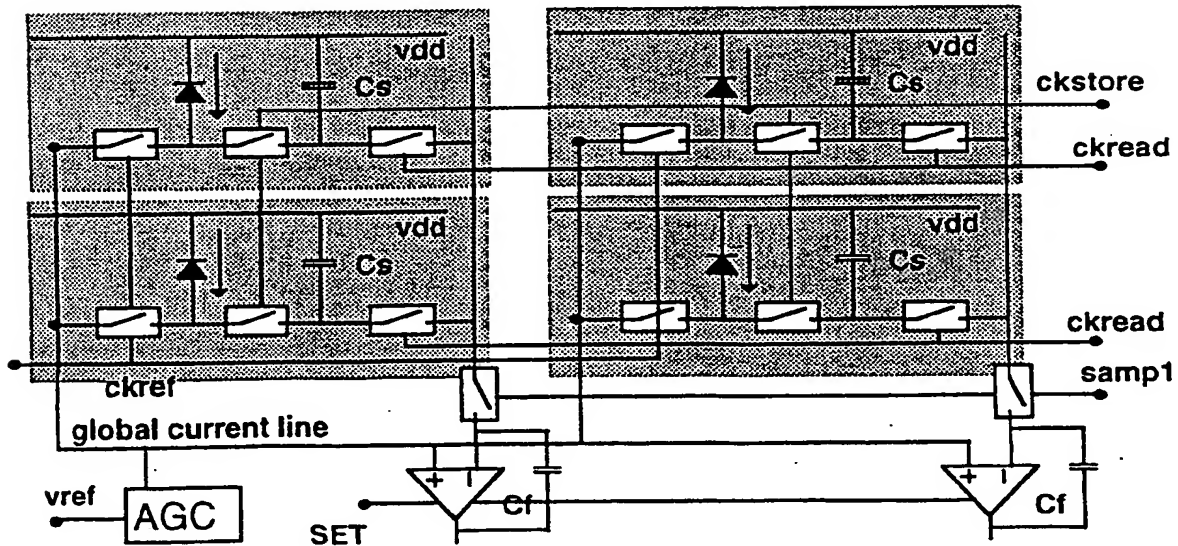 vdd
vdd
Cs
Cs
ckstore
ckread
vdd
vdd
Cs
Cs
ckread
ckref
samp1
global current line
+ −
+ −
vref
AGC
SET
Cf
Cf